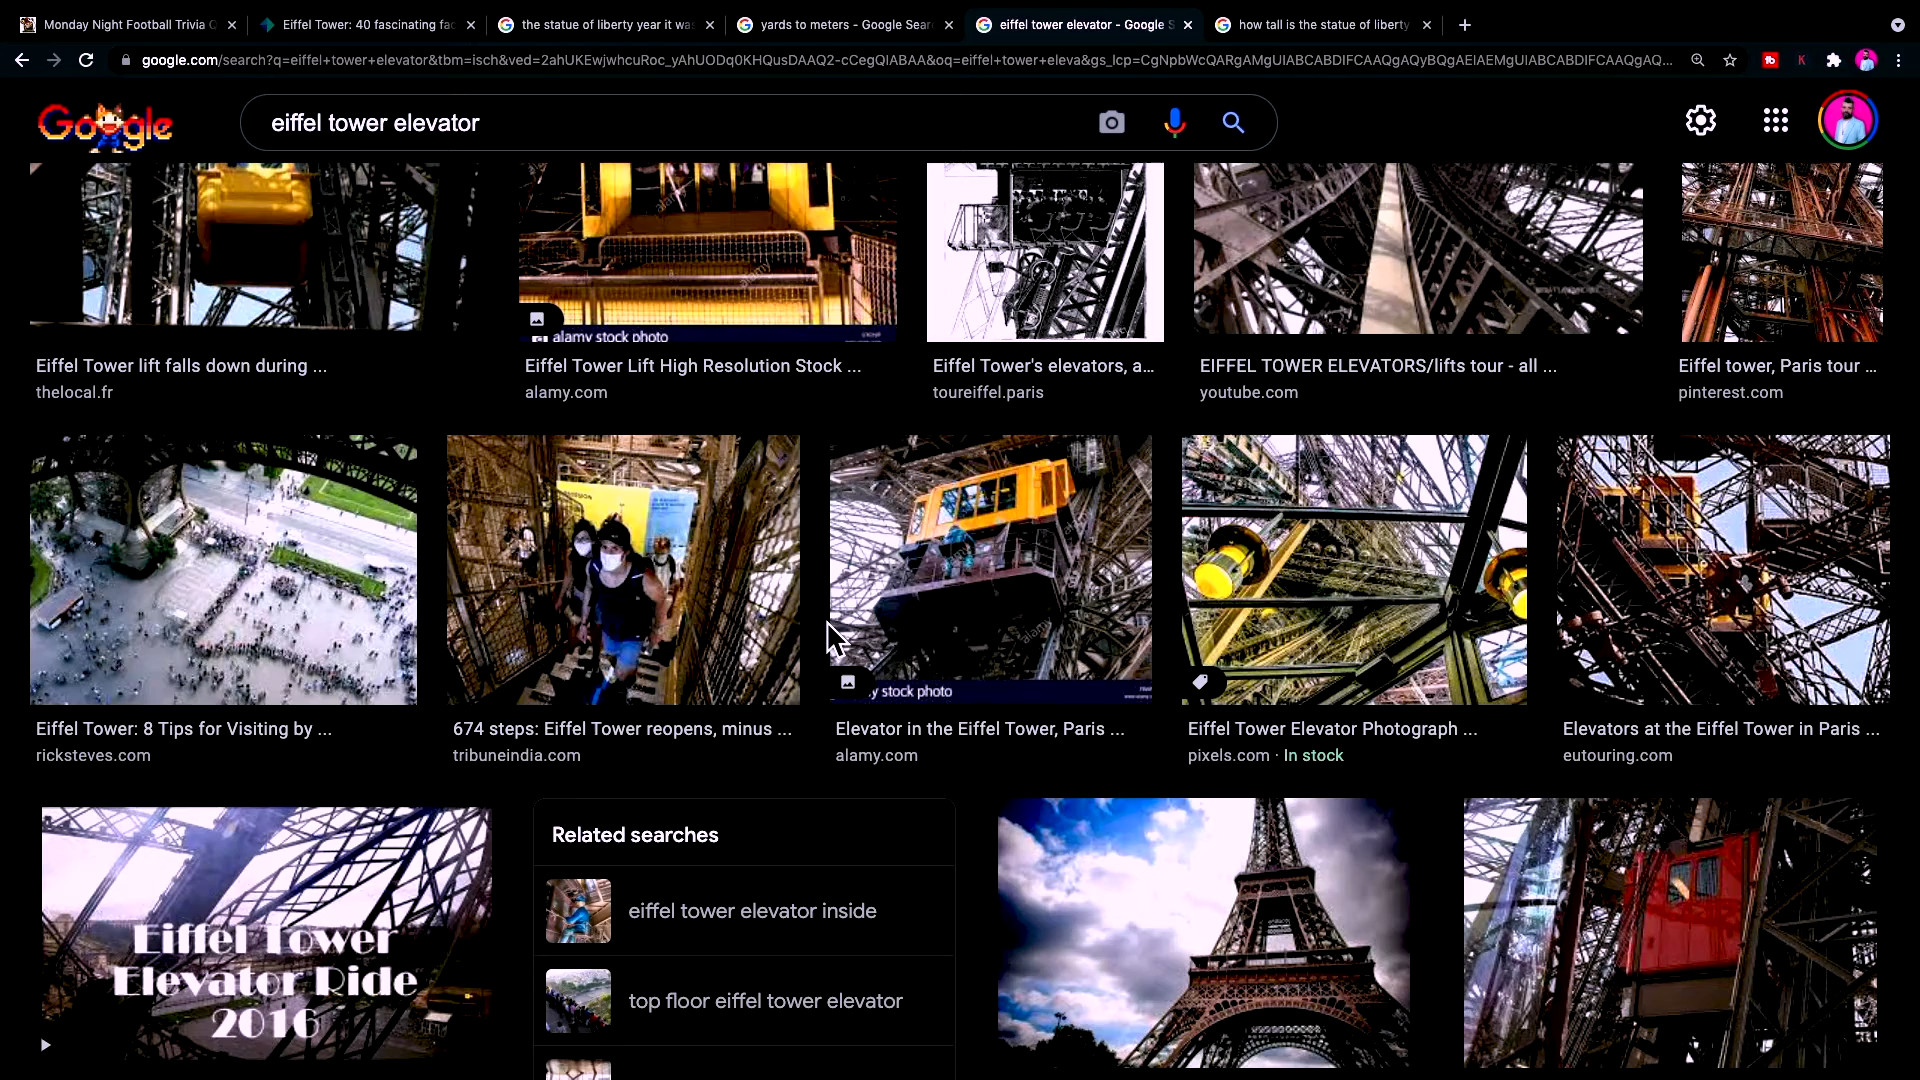 Monday Night Football Trivia Q
Eiffel Tower: 40 fascinating fac
the statue of liberty year it was
yards to meters - Google Sear
eiffel tower elevator - Google S
how tall is the statue of liberty
google.com/search?q=eiffel+tower+elevator&tbm=isch&ved=2ahUKEwjwhcuRoc_yAhUODq0KHQusDAAQ2-cCegQIABAA&oq=eiffel+tower+eleva&gs_lcp=CgNpbWcQARgAMgUIABCABDIFCAAQgAQyBQgAEIAEMgUIABCABDIFCAAQgAQ...
Google
eiffel tower elevator
alamy stock photo
Eiffel Tower lift falls down during ...
thelocal.fr
Eiffel Tower Lift High Resolution Stock ...
alamy.com
Eiffel Tower's elevators, a...
toureiffel.paris
EIFFEL TOWER ELEVATORS/lifts tour - all ...
youtube.com
Eiffel tower, Paris tour ...
pinterest.com
y stock photo
Eiffel Tower: 8 Tips for Visiting by ...
ricksteves.com
674 steps: Eiffel Tower reopens, minus ...
tribuneindia.com
Elevator in the Eiffel Tower, Paris ...
alamy.com
Eiffel Tower Elevator Photograph ...
pixels.com · In stock
Elevators at the Eiffel Tower in Paris ...
eutouring.com
Eiffel Tower
Elevator Ride
2016
Related searches
eiffel tower elevator inside
top floor eiffel tower elevator